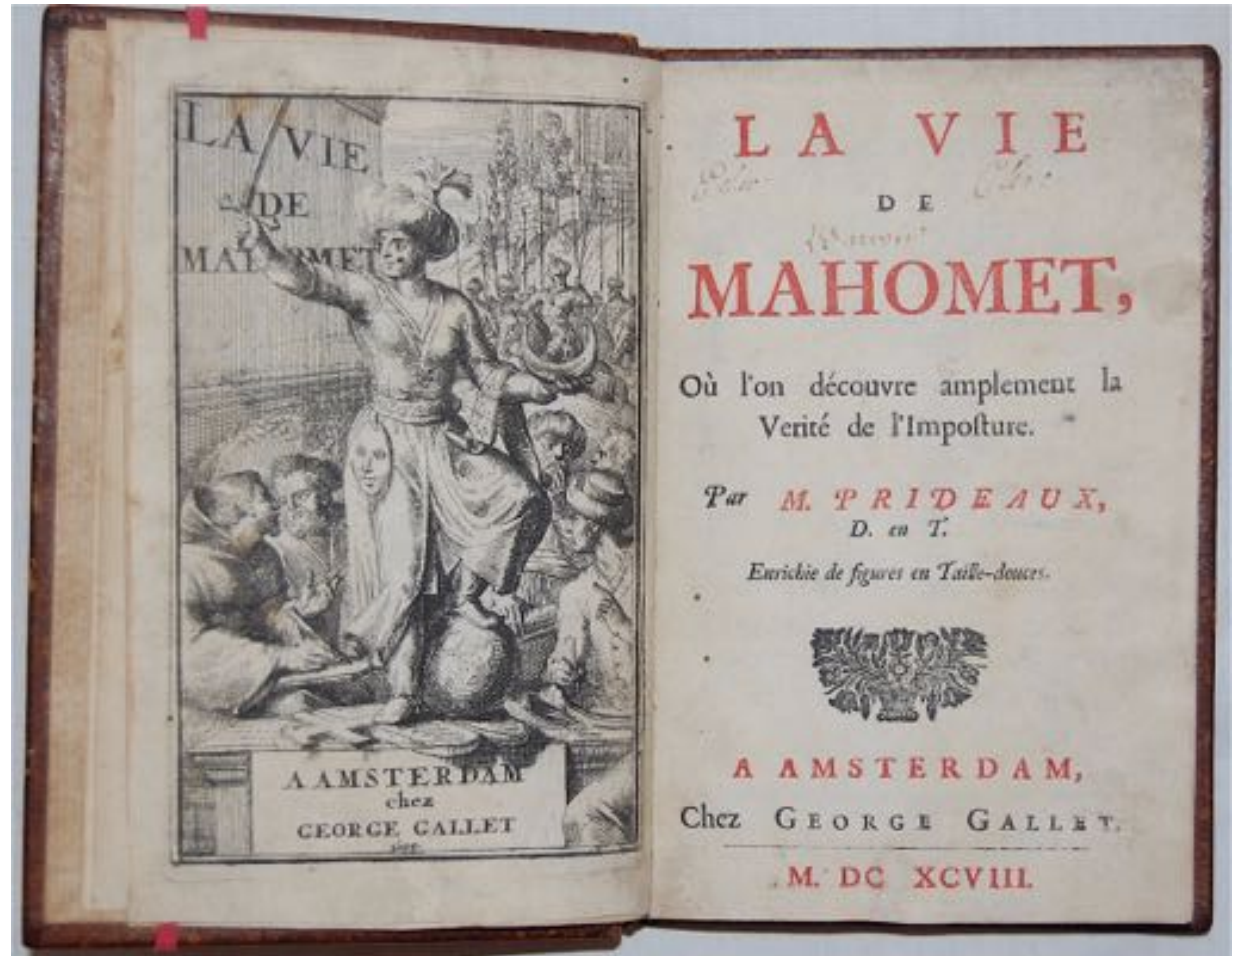 LA VIE
DE
MAHOMET
A AMSTERDAM
chez
GEORGE GALLET
LA VIE
DE
MAHOMET,
Où l'on découvre amplement la
Verité de l'Impoſture.
Par M. PRIDEAUX,
D. en T.
Enrichie de figures en Taille-douces.
A AMSTERDAM,
Chez GEORGE GALLET.
M. DC XCVIII.